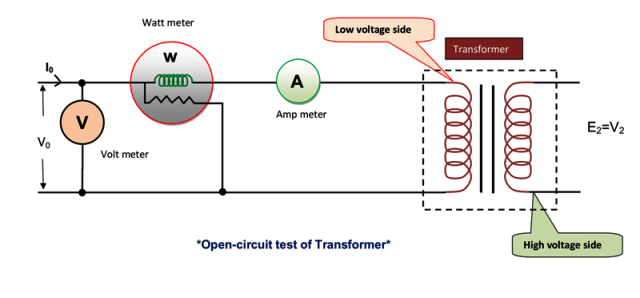 Watt meter
Low voltage side
Transformer
W
I₀
A
Amp meter
V
V₀
Volt meter
E₂=V₂
*Open-circuit test of Transformer*
High voltage side